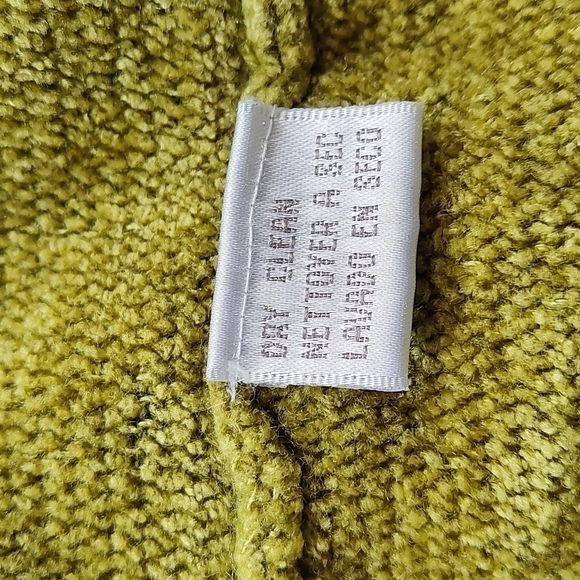 DRY CLEAN
NETTOYER A SEC
LAVADO EN SECO